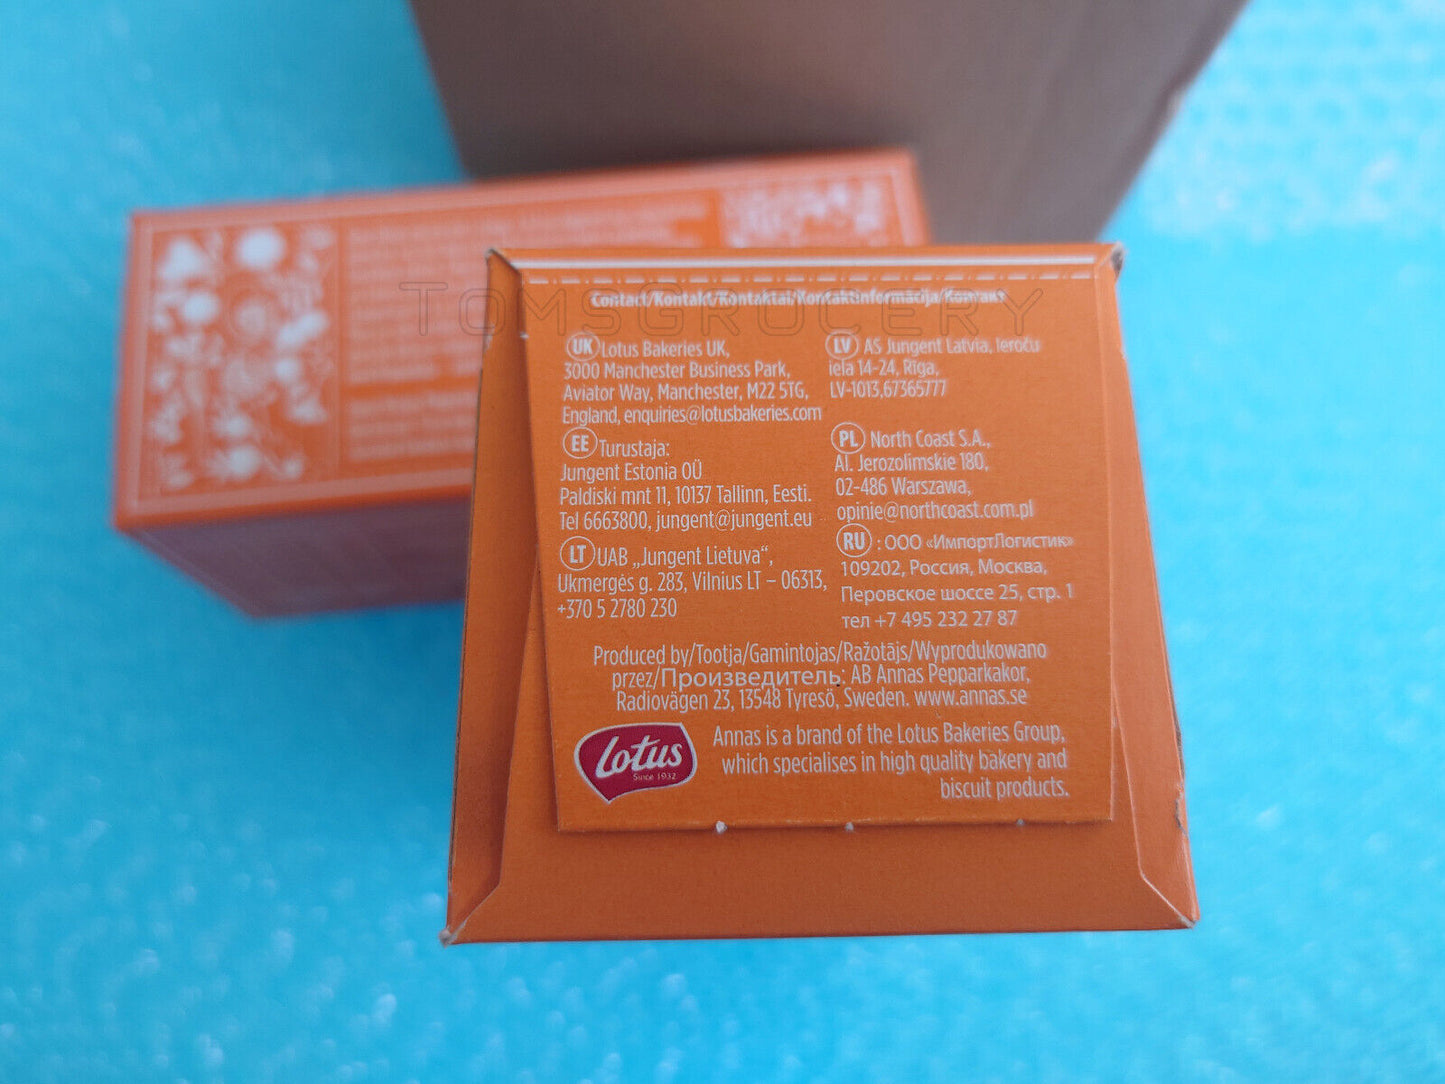 TOMSGROCERY
Contact/Kontakt/Kontaktai/Kontaktinformācija/Контакт
UK Lotus Bakeries UK,
3000 Manchester Business Park,
Aviator Way, Manchester, M22 5TG,
England, enquiries@lotusbakeries.com
EE Turustaja:
Jungent Estonia OÜ
Paldiski mnt 11, 10137 Tallinn, Eesti.
Tel 6663800, jungent@jungent.eu
LT UAB „Jungent Lietuva“,
Ukmergės g. 283, Vilnius LT – 06313,
+370 5 2780 230
LV AS Jungent Latvia, Ieroču
iela 14-24, Rīga,
LV-1013,67365777
PL North Coast S.A.,
Al. Jerozolimskie 180,
02-486 Warszawa,
opinie@northcoast.com.pl
RU : ООО «ИмпортЛогистик»
109202, Россия, Москва,
Перовское шоссе 25, стр. 1
тел +7 495 232 27 87
Produced by/Tootja/Gamintojas/Ražotājs/Wyprodukowano
przez/Производитель: AB Annas Pepparkakor,
Radiovägen 23, 13548 Tyresö, Sweden. www.annas.se
Lotus
Since 1932
Annas is a brand of the Lotus Bakeries Group,
which specialises in high quality bakery and
biscuit products.